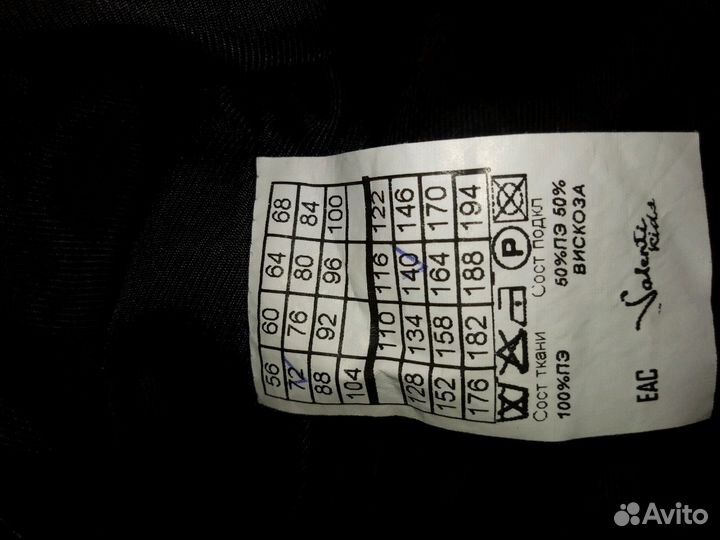 56 60 64 68
72 76 80 84
88 92 96 100
104
110 116 122
128 134 140 146
152 158 164 170
176 182 188 194
P
Сост ткани Сост подкл
100%ПЭ 50%ПЭ 50%
ВИСКОЗА
EAC Valenti
kids
Avito